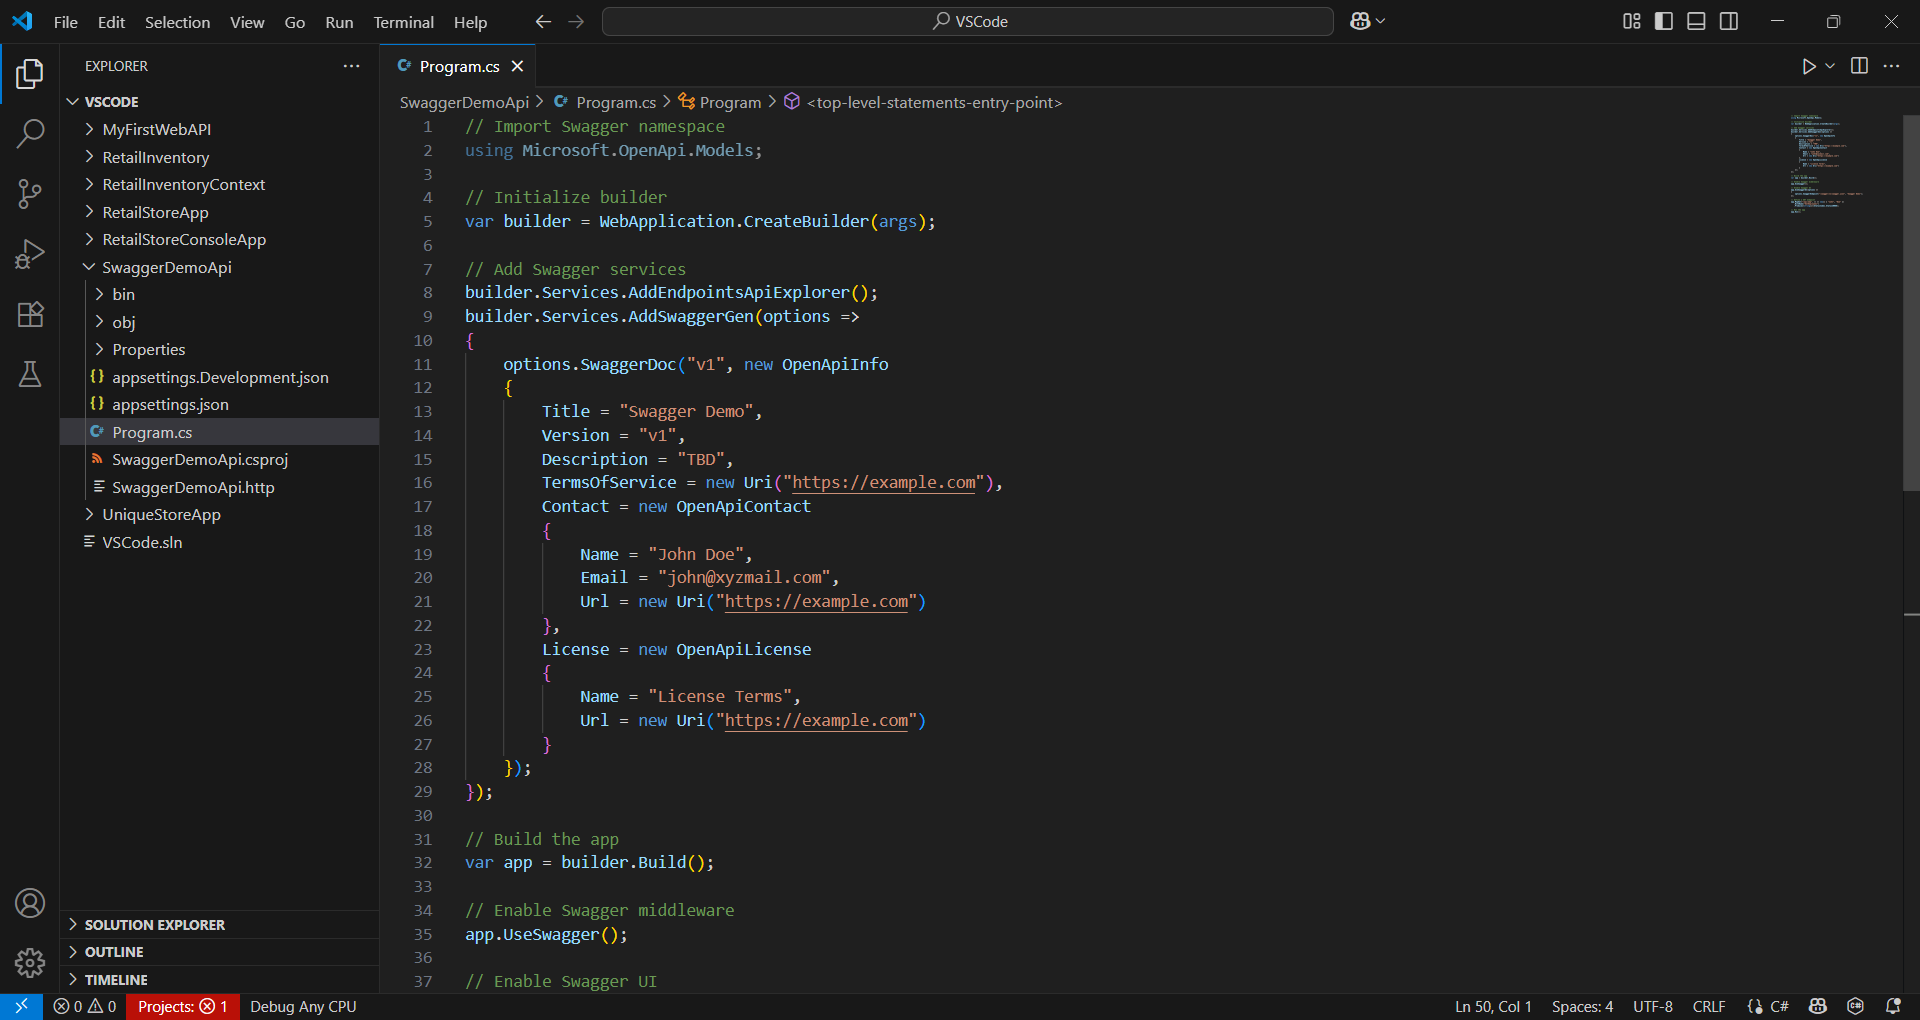 File Edit Selection View Go Run Terminal Help
VSCode
EXPLORER
VSCODE
MyFirstWebAPI
RetailInventory
RetailInventoryContext
RetailStoreApp
RetailStoreConsoleApp
SwaggerDemoApi
bin
obj
Properties
{} appsettings.Development.json
{} appsettings.json
C# Program.cs
SwaggerDemoApi.csproj
SwaggerDemoApi.http
UniqueStoreApp
VSCode.sln
SOLUTION EXPLORER
OUTLINE
TIMELINE
C# Program.cs
SwaggerDemoApi > C# Program.cs > Program > <top-level-statements-entry-point>
1 // Import Swagger namespace
2 using Microsoft.OpenApi.Models;
3
4 // Initialize builder
5 var builder = WebApplication.CreateBuilder(args);
6
7 // Add Swagger services
8 builder.Services.AddEndpointsApiExplorer();
9 builder.Services.AddSwaggerGen(options =>
10 {
11 options.SwaggerDoc("v1", new OpenApiInfo
12 {
13 Title = "Swagger Demo",
14 Version = "v1",
15 Description = "TBD",
16 TermsOfService = new Uri("https://example.com"),
17 Contact = new OpenApiContact
18 {
19 Name = "John Doe",
20 Email = "john@xyzmail.com",
21 Url = new Uri("https://example.com")
22 },
23 License = new OpenApiLicense
24 {
25 Name = "License Terms",
26 Url = new Uri("https://example.com")
27 }
28 });
29 });
30
31 // Build the app
32 var app = builder.Build();
33
34 // Enable Swagger middleware
35 app.UseSwagger();
36
37 // Enable Swagger UI
0 0 Projects: 1 Debug Any CPU
Ln 50, Col 1 Spaces: 4 UTF-8 CRLF {} C#